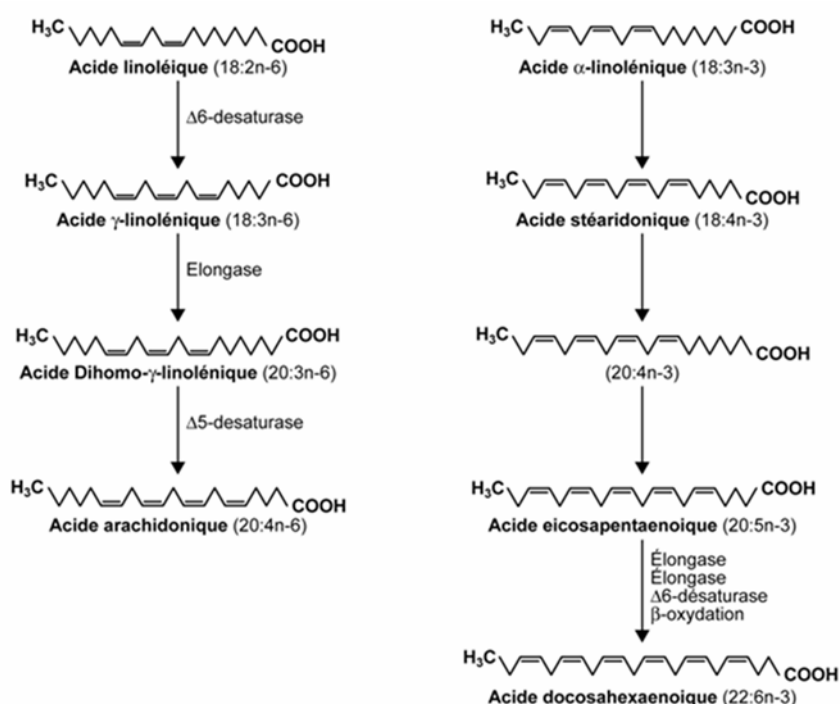 H₃C COOH
Acide linoléique (18:2n-6)
Δ6-desaturase
H₃C COOH
Acide γ-linolénique (18:3n-6)
Elongase
H₃C COOH
Acide Dihomo-γ-linolénique (20:3n-6)
Δ5-desaturase
H₃C COOH
Acide arachidonique (20:4n-6)
H₃C COOH
Acide α-linolénique (18:3n-3)
H₃C COOH
Acide stéaridonique (18:4n-3)
H₃C COOH
(20:4n-3)
H₃C COOH
Acide eicosapentaenoique (20:5n-3)
Élongase
Élongase
Δ6-désaturase
β-oxydation
H₃C COOH
Acide docosahexaenoique (22:6n-3)